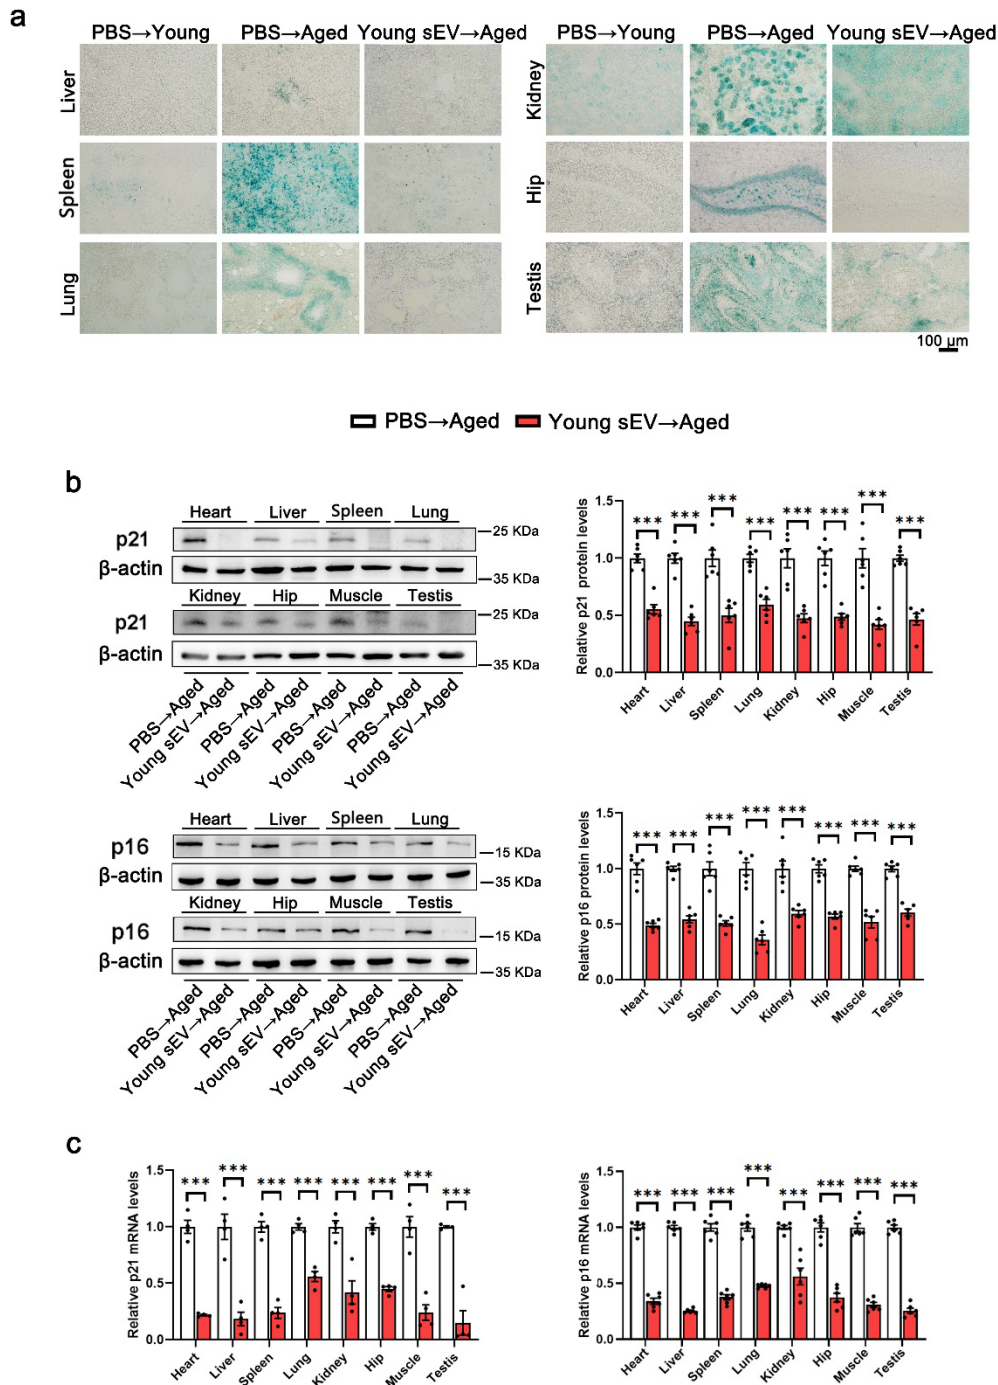 a
PBS→Young PBS→Aged Young sEV→Aged PBS→Young PBS→Aged Young sEV→Aged
Liver
Kidney
Spleen
Hip
Lung
Testis
100 μm
PBS→Aged Young sEV→Aged
b
Heart Liver Spleen Lung
p21
25 KDa
β-actin
35 KDa
Kidney Hip Muscle Testis
p21
25 KDa
β-actin
35 KDa
PBS→Aged
Young sEV→Aged
PBS→Aged
Young sEV→Aged
PBS→Aged
Young sEV→Aged
PBS→Aged
Young sEV→Aged
Relative p21 protein levels
1.5
1.0
0.5
0.0
*** *** *** *** *** *** *** ***
Heart Liver Spleen Lung Kidney Hip Muscle Testis
Heart Liver Spleen Lung
p16
15 KDa
β-actin
35 KDa
Kidney Hip Muscle Testis
p16
15 KDa
β-actin
35 KDa
PBS→Aged
Young sEV→Aged
PBS→Aged
Young sEV→Aged
PBS→Aged
Young sEV→Aged
PBS→Aged
Young sEV→Aged
Relative p16 protein levels
1.5
1.0
0.5
0.0
*** *** *** *** *** *** *** ***
Heart Liver Spleen Lung Kidney Hip Muscle Testis
c
Relative p21 mRNA levels
1.5
1.0
0.5
0.0
*** *** *** *** *** *** *** ***
Heart Liver Spleen Lung Kidney Hip Muscle Testis
Relative p16 mRNA levels
1.5
1.0
0.5
0.0
*** *** *** *** *** *** *** ***
Heart Liver Spleen Lung Kidney Hip Muscle Testis